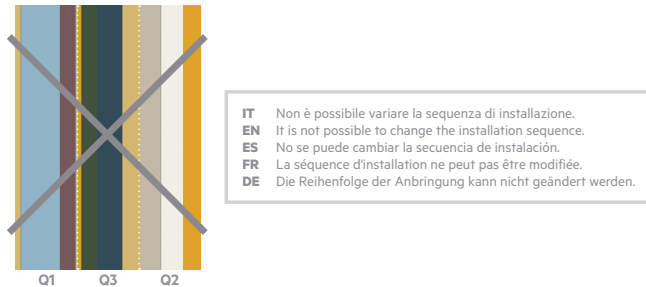 IT Non è possibile variare la sequenza di installazione.
EN It is not possible to change the installation sequence.
ES No se puede cambiar la secuencia de instalación.
FR La séquence d'installation ne peut pas être modifiée.
DE Die Reihenfolge der Anbringung kann nicht geändert werden.
Q1 Q3 Q2